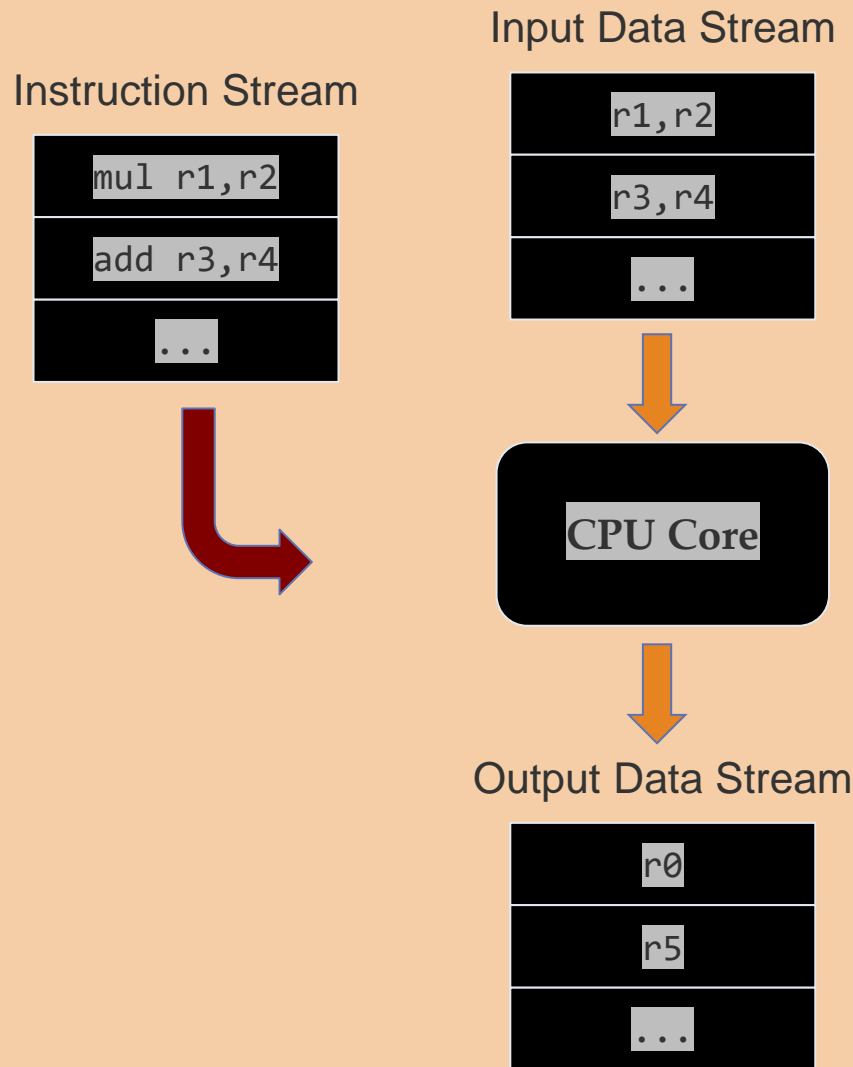 Instruction Stream
mul r1,r2
add r3,r4
...
Input Data Stream
r1,r2
r3,r4
...
CPU Core
Output Data Stream
r0
r5
...